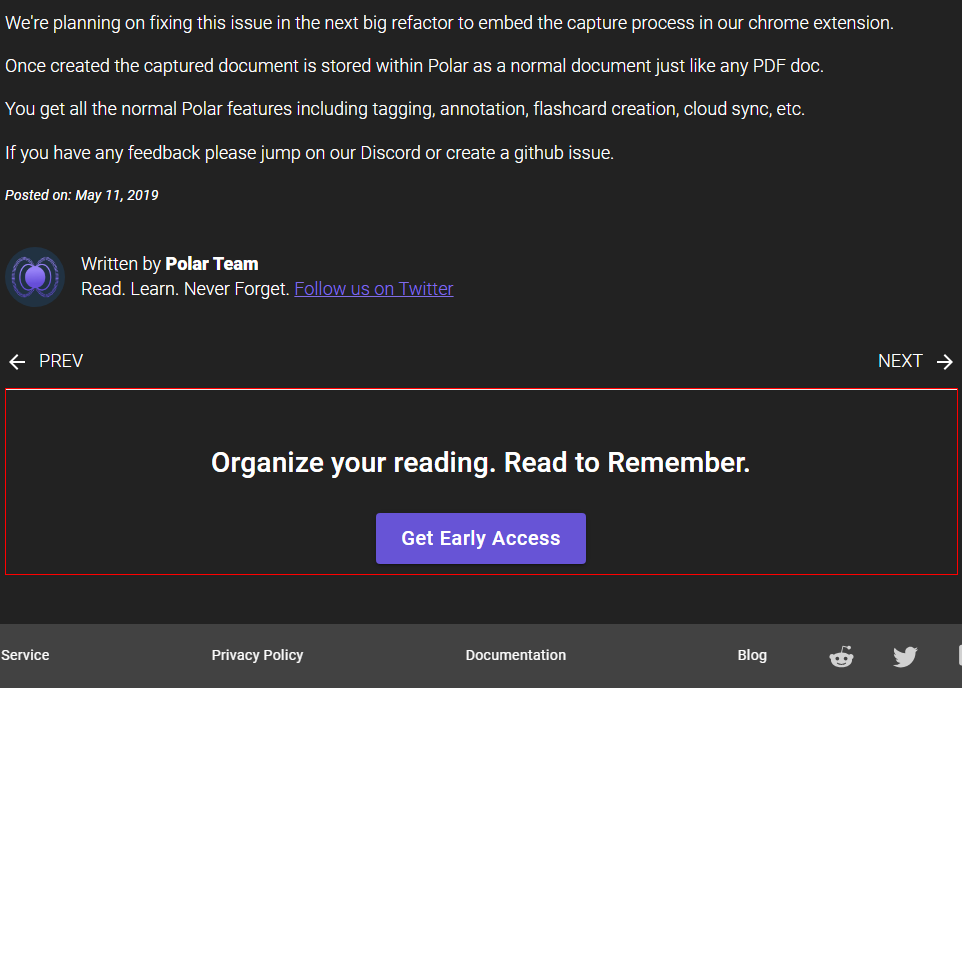 We're planning on fixing this issue in the next big refactor to embed the capture process in our chrome extension.
Once created the captured document is stored within Polar as a normal document just like any PDF doc.
You get all the normal Polar features including tagging, annotation, flashcard creation, cloud sync, etc.
If you have any feedback please jump on our Discord or create a github issue.
Posted on: May 11, 2019
Written by Polar Team
Read. Learn. Never Forget. Follow us on Twitter
PREV NEXT
Organize your reading. Read to Remember.
Get Early Access
Service Privacy Policy Documentation Blog